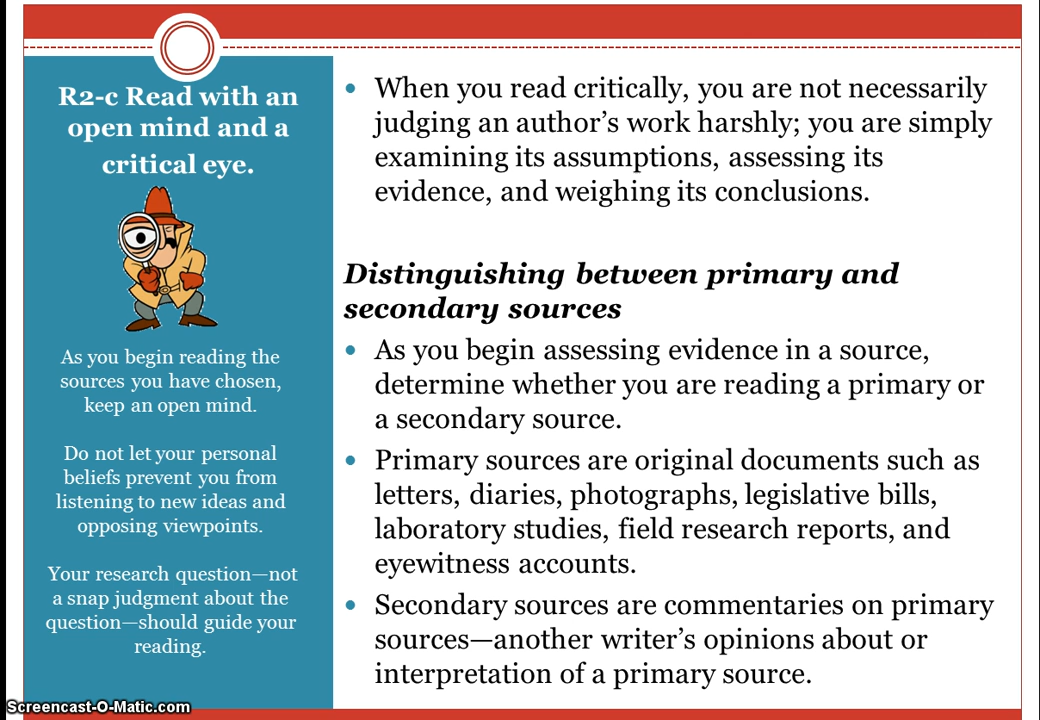 R2-c Read with an
open mind and a
critical eye.
As you begin reading the
sources you have chosen,
keep an open mind.
Do not let your personal
beliefs prevent you from
listening to new ideas and
opposing viewpoints.
Your research question—not
a snap judgment about the
question—should guide your
reading.
• When you read critically, you are not necessarily
judging an author’s work harshly; you are simply
examining its assumptions, assessing its
evidence, and weighing its conclusions.
Distinguishing between primary and
secondary sources
• As you begin assessing evidence in a source,
determine whether you are reading a primary or
a secondary source.
• Primary sources are original documents such as
letters, diaries, photographs, legislative bills,
laboratory studies, field research reports, and
eyewitness accounts.
• Secondary sources are commentaries on primary
sources—another writer’s opinions about or
interpretation of a primary source.
Screencast-O-Matic.com